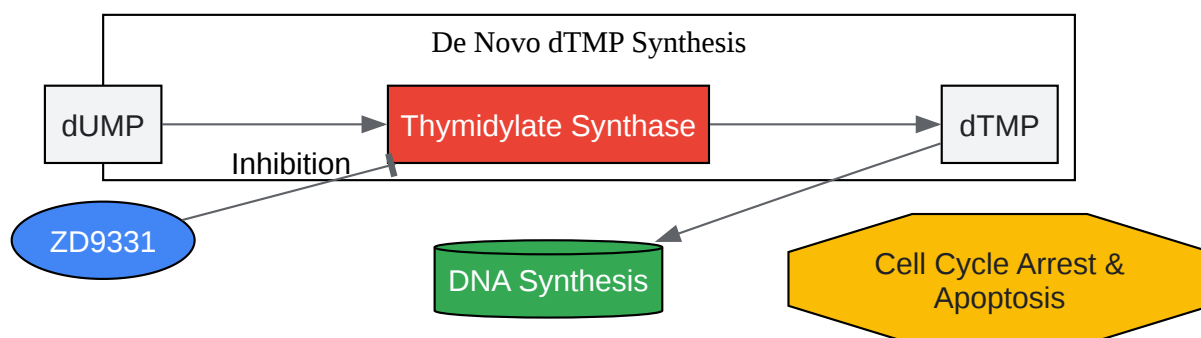 De Novo dTMP Synthesis
dUMP
Thymidylate Synthase
dTMP
Inhibition
ZD9331
DNA Synthesis
Cell Cycle Arrest &
Apoptosis